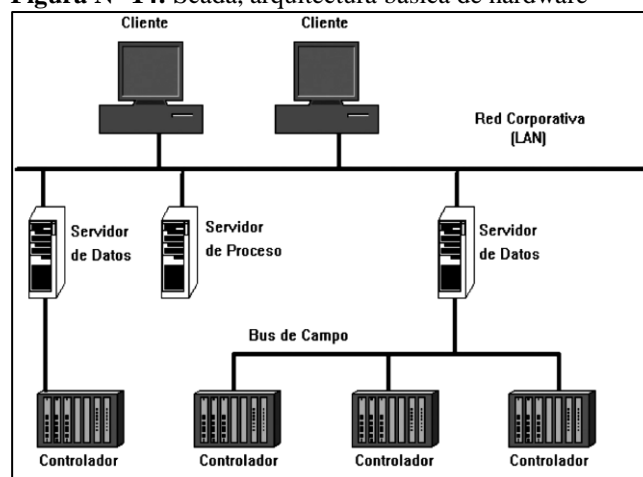 Figura N° 14: Scada, arquitectura básica de hardware
Cliente
Cliente
Red Corporativa
(LAN)
Servidor
de Datos
Servidor
de Proceso
Servidor
de Datos
Bus de Campo
Controlador
Controlador
Controlador
Controlador